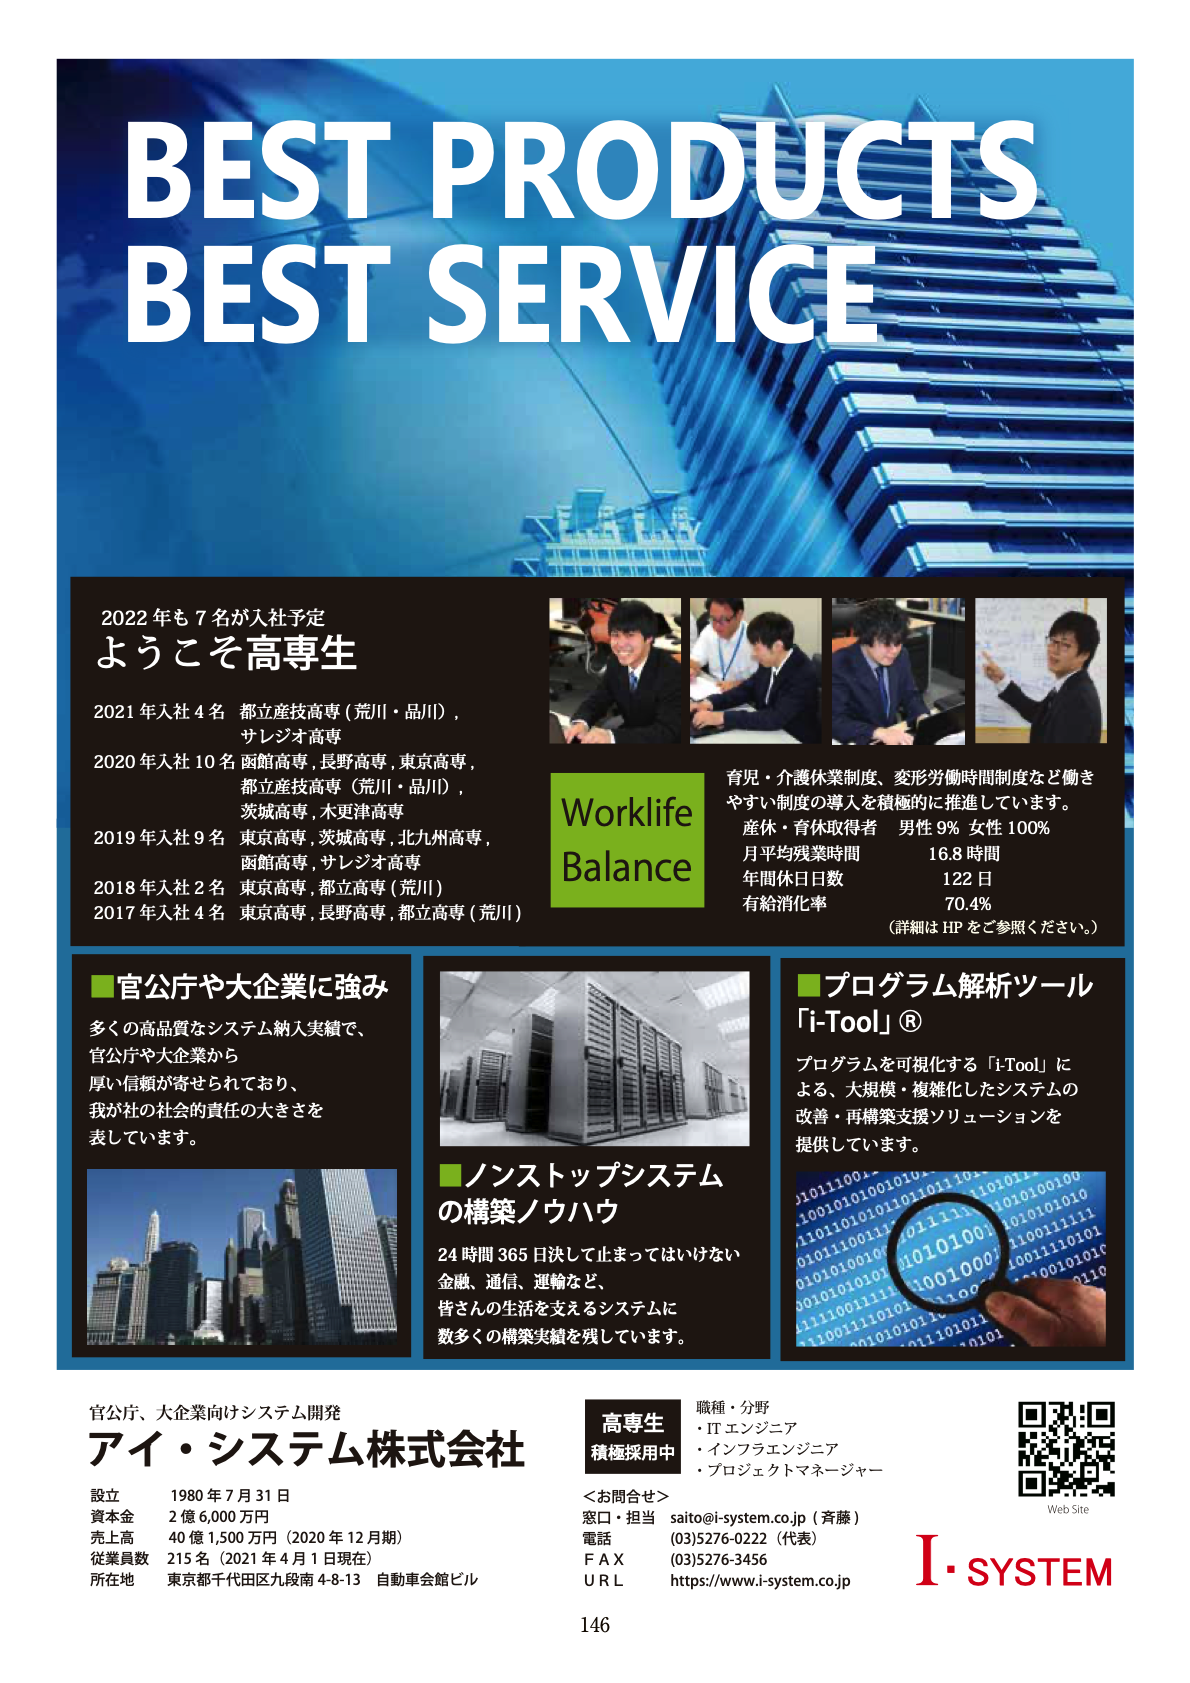 BEST PRODUCTS
BEST SERVICE
2022 年も 7 名が入社予定
ようこそ高専生
2021 年入社 4 名 都立産技高専 ( 荒川・品川）,
サレジオ高専
2020 年入社 10 名 函館高専 , 長野高専 , 東京高専 ,
都立産技高専（荒川・品川）,
茨城高専 , 木更津高専
2019 年入社 9 名 東京高専 , 茨城高専 , 北九州高専 ,
函館高専 , サレジオ高専
2018 年入社 2 名 東京高専 , 都立高専 ( 荒川 )
2017 年入社 4 名 東京高専 , 長野高専 , 都立高専 ( 荒川 )
Worklife
Balance
育児・介護休業制度、変形労働時間制度など働き
やすい制度の導入を積極的に推進しています。
産休・育休取得者 男性 9% 女性 100%
月平均残業時間 16.8 時間
年間休日日数 122 日
有給消化率 70.4%
（詳細は HP をご参照ください。）
■官公庁や大企業に強み
多くの高品質なシステム納入実績で、
官公庁や大企業から
厚い信頼が寄せられており、
我が社の社会的責任の大きさを
表しています。
■ノンストップシステム
の構築ノウハウ
24 時間 365 日決して止まってはいけない
金融、通信、運輸など、
皆さんの生活を支えるシステムに
数多くの構築実績を残しています。
■プログラム解析ツール
「i-Tool」®
プログラムを可視化する「i-Tool」に
よる、大規模・複雑化したシステムの
改善・再構築支援ソリューションを
提供しています。
官公庁、大企業向けシステム開発
アイ・システム株式会社
設立 1980 年 7 月 31 日
資本金 2 億 6,000 万円
売上高 40 億 1,500 万円（2020 年 12 月期）
従業員数 215 名（2021 年 4 月 1 日現在）
所在地 東京都千代田区九段南 4-8-13 自動車会館ビル
高専生
積極採用中
職種・分野
・IT エンジニア
・インフラエンジニア
・プロジェクトマネージャー
＜お問合せ＞
窓口・担当 saito@i-system.co.jp ( 斉藤 )
電話 (03)5276-0222（代表）
ＦＡＸ (03)5276-3456
ＵＲＬ https://www.i-system.co.jp
Web Site
I・SYSTEM
146